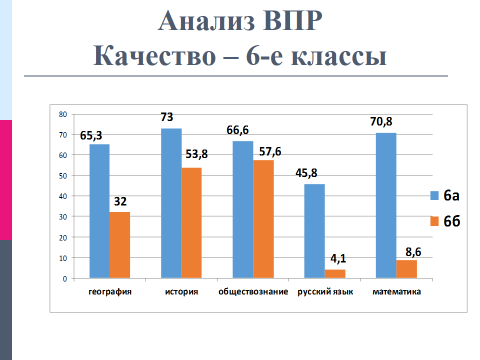 Анализ ВПР
Качество – 6-е классы
80
70
60
50
40
30
20
10
0
65,3
32
73
53,8
66,6
57,6
45,8
4,1
70,8
8,6
география
история
обществознание
русский язык
математика
6а
6б